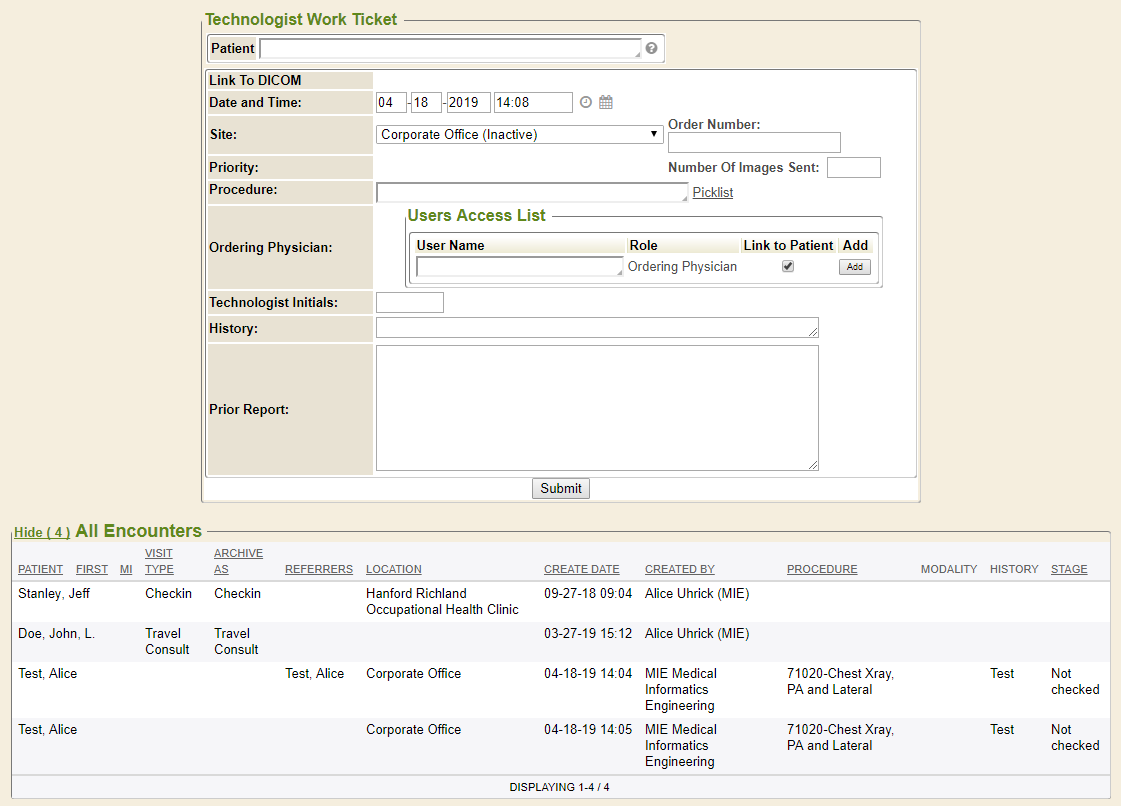 Technologist Work Ticket
Patient
Link To DICOM
Date and Time: 04 - 18 - 2019 14:08
Site: Corporate Office (Inactive) Order Number:
Priority: Number Of Images Sent:
Procedure: Picklist
Users Access List
User Name Role Link to Patient Add
Ordering Physician: Ordering Physician Add
Technologist Initials:
History:
Prior Report:
Submit
Hide ( 4 ) All Encounters
PATIENT FIRST MI VISIT TYPE ARCHIVE AS REFERRERS LOCATION CREATE DATE CREATED BY PROCEDURE MODALITY HISTORY STAGE
Stanley, Jeff Checkin Checkin Hanford Richland 09-27-18 09:04 Alice Uhrick (MIE)
Occupational Health Clinic
Doe, John, L. Travel Travel 03-27-19 15:12 Alice Uhrick (MIE)
Consult Consult
Test, Alice Test, Alice Corporate Office 04-18-19 14:04 MIE Medical 71020-Chest Xray, Test Not
Informatics PA and Lateral checked
Engineering
Test, Alice Corporate Office 04-18-19 14:05 MIE Medical 71020-Chest Xray, Test Not
Informatics PA and Lateral checked
Engineering
DISPLAYING 1-4 / 4